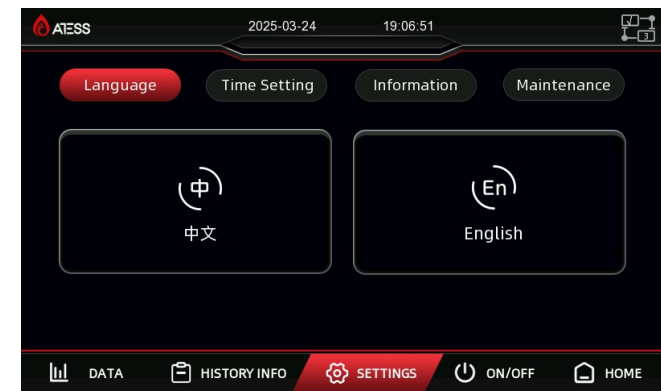 ATESS 2025-03-24 19:06:51 3
Language Time Setting Information Maintenance
中 En
中文 English
DATA HISTORY INFO SETTINGS ON/OFF HOME